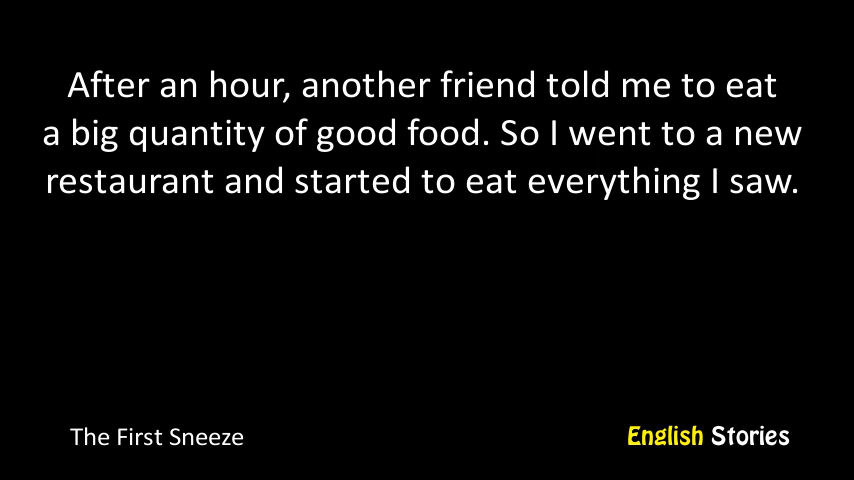 After an hour, another friend told me to eat
a big quantity of good food. So I went to a new
restaurant and started to eat everything I saw.
The First Sneeze
English Stories